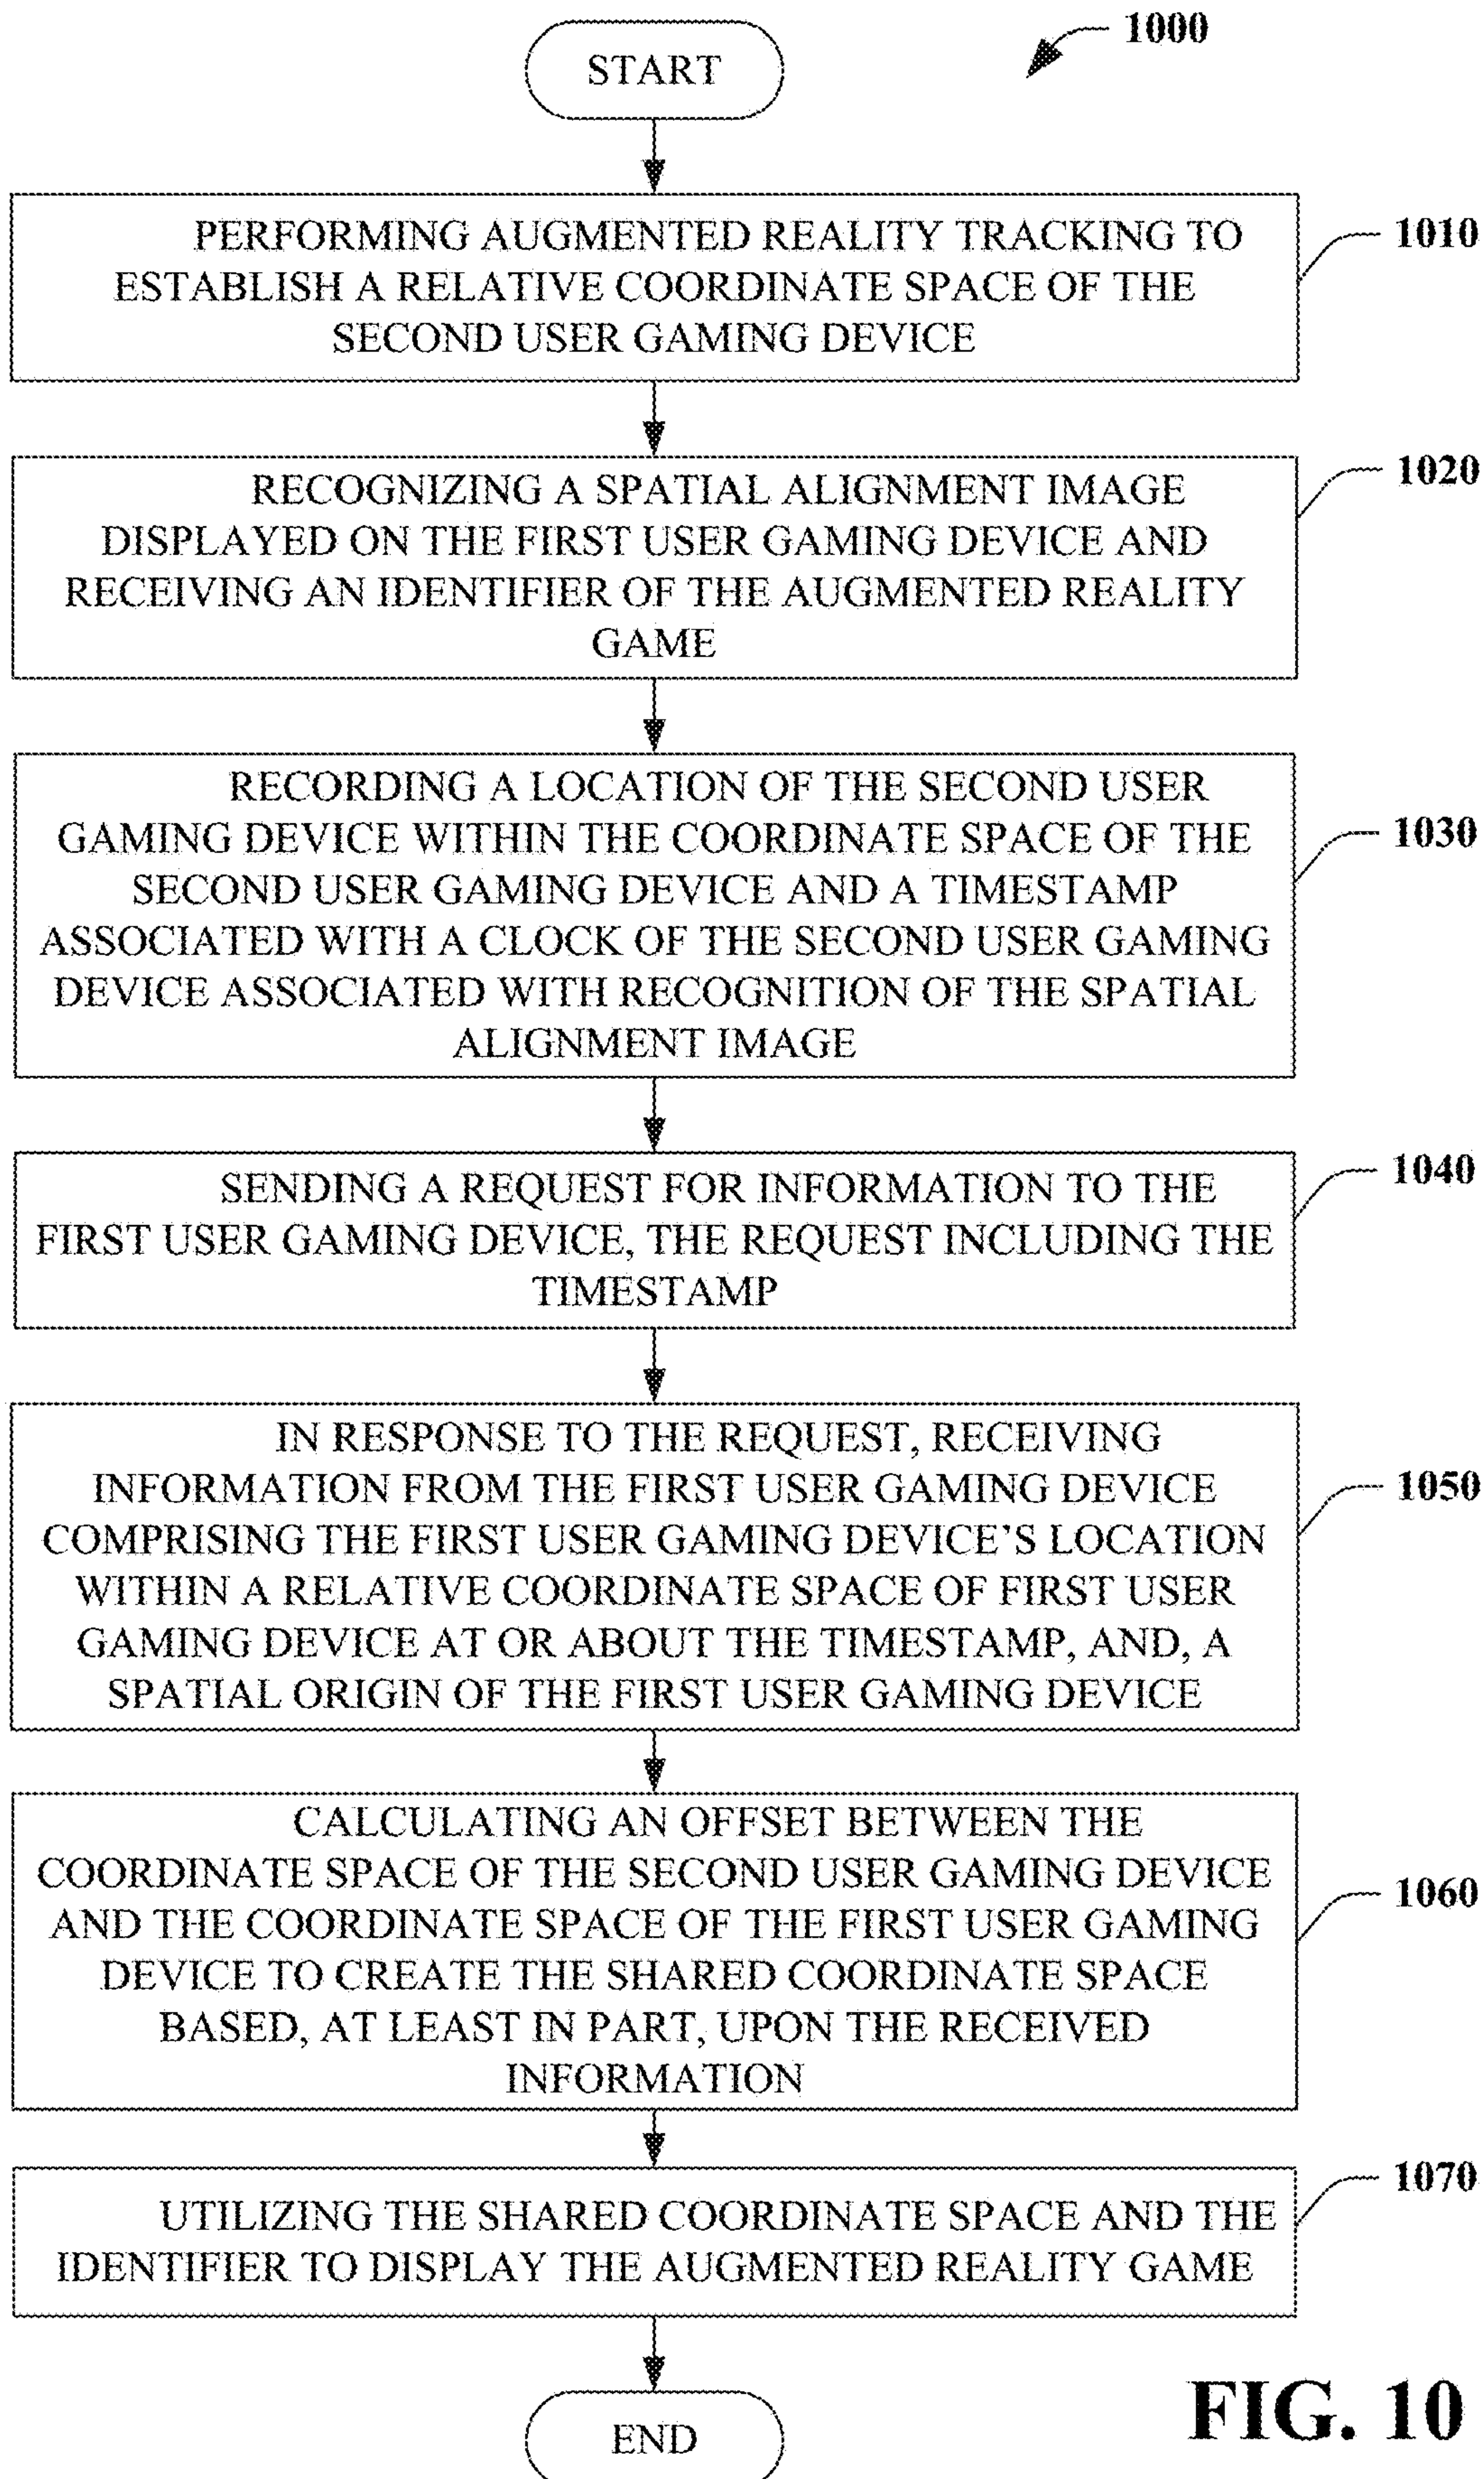 1000
START
PERFORMING AUGMENTED REALITY TRACKING TO
ESTABLISH A RELATIVE COORDINATE SPACE OF THE
SECOND USER GAMING DEVICE
1010
RECOGNIZING A SPATIAL ALIGNMENT IMAGE
DISPLAYED ON THE FIRST USER GAMING DEVICE AND
RECEIVING AN IDENTIFIER OF THE AUGMENTED REALITY
GAME
1020
RECORDING A LOCATION OF THE SECOND USER
GAMING DEVICE WITHIN THE COORDINATE SPACE OF THE
SECOND USER GAMING DEVICE AND A TIMESTAMP
ASSOCIATED WITH A CLOCK OF THE SECOND USER GAMING
DEVICE ASSOCIATED WITH RECOGNITION OF THE SPATIAL
ALIGNMENT IMAGE
1030
SENDING A REQUEST FOR INFORMATION TO THE
FIRST USER GAMING DEVICE, THE REQUEST INCLUDING THE
TIMESTAMP
1040
IN RESPONSE TO THE REQUEST, RECEIVING
INFORMATION FROM THE FIRST USER GAMING DEVICE
COMPRISING THE FIRST USER GAMING DEVICE'S LOCATION
WITHIN A RELATIVE COORDINATE SPACE OF FIRST USER
GAMING DEVICE AT OR ABOUT THE TIMESTAMP, AND, A
SPATIAL ORIGIN OF THE FIRST USER GAMING DEVICE
1050
CALCULATING AN OFFSET BETWEEN THE
COORDINATE SPACE OF THE SECOND USER GAMING DEVICE
AND THE COORDINATE SPACE OF THE FIRST USER GAMING
DEVICE TO CREATE THE SHARED COORDINATE SPACE
BASED, AT LEAST IN PART, UPON THE RECEIVED
INFORMATION
1060
UTILIZING THE SHARED COORDINATE SPACE AND THE
IDENTIFIER TO DISPLAY THE AUGMENTED REALITY GAME
1070
END
FIG. 10